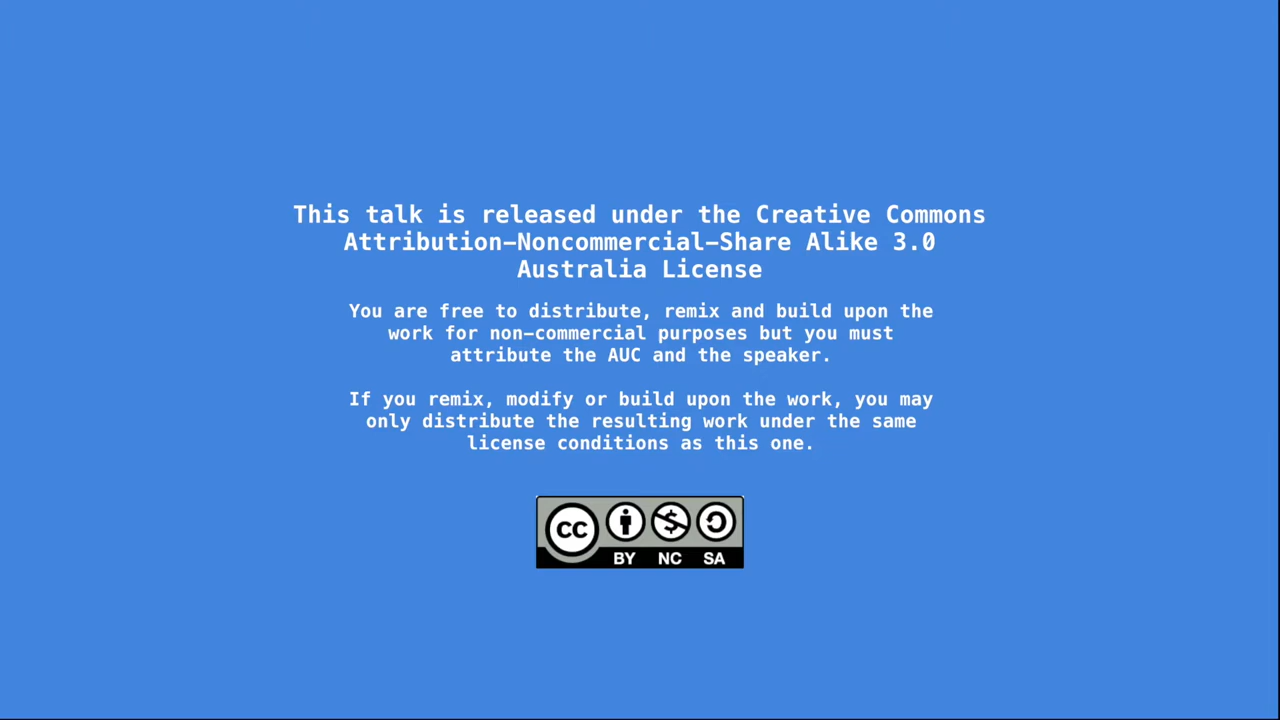 This talk is released under the Creative Commons
Attribution-Noncommercial-Share Alike 3.0
Australia License
You are free to distribute, remix and build upon the
work for non-commercial purposes but you must
attribute the AUC and the speaker.
If you remix, modify or build upon the work, you may
only distribute the resulting work under the same
license conditions as this one.
CC
BY NC SA